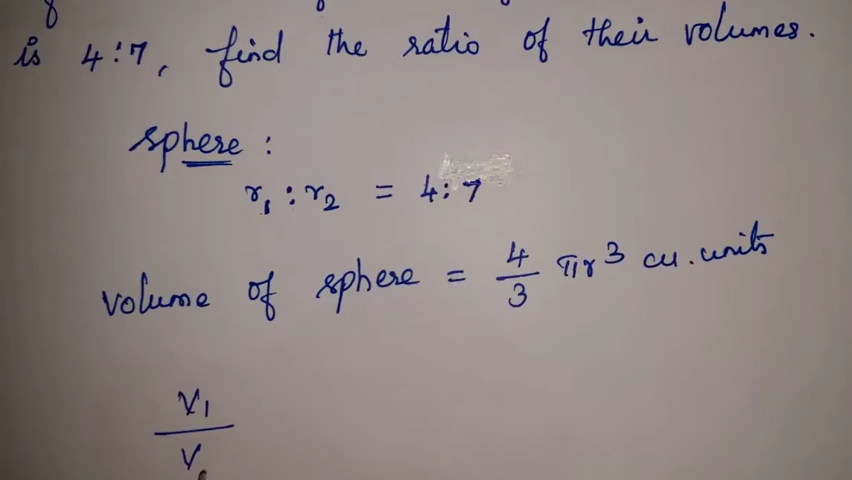 is 4:7, find the ratio of their volumes.
sphere :
r₁ : r₂ = 4:7
volume of sphere = 4/3 πr³ cu. units
V₁
V